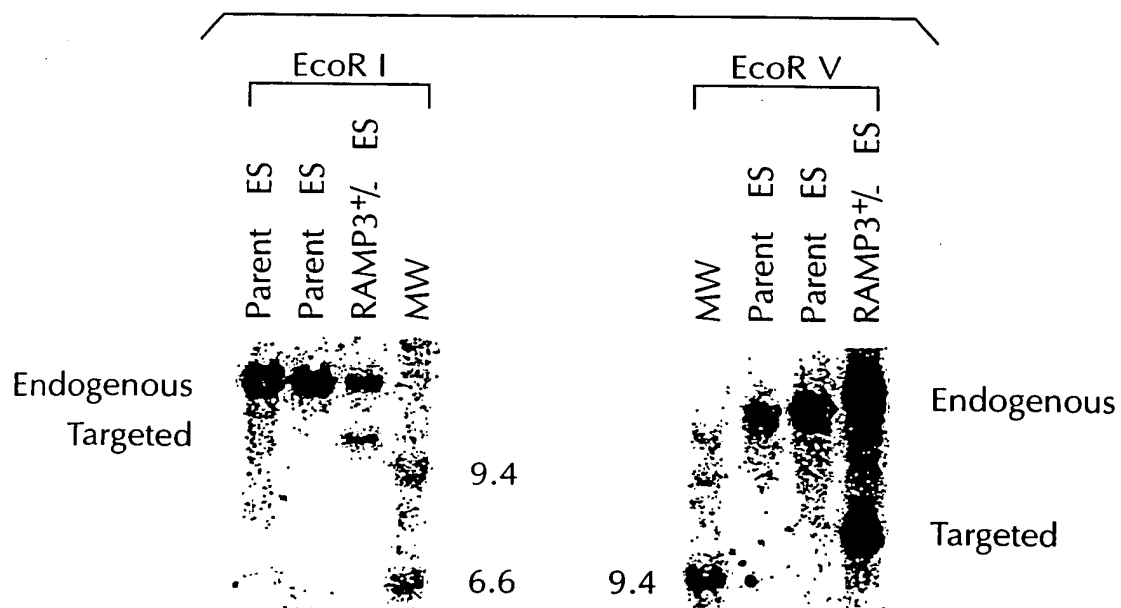 EcoR I
EcoR V
Parent ES
Parent ES
RAMP3+/- ES
MW
MW
Parent ES
Parent ES
RAMP3+/- ES
Endogenous
Targeted
9.4
6.6
9.4
Endogenous
Targeted